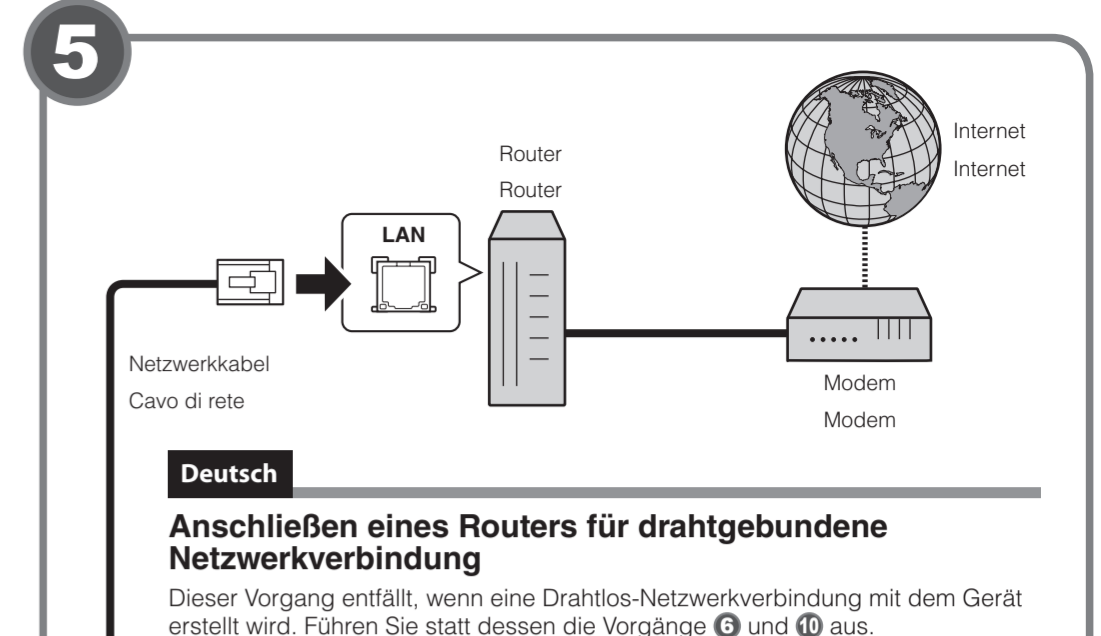 5
Internet
Internet
Router
Router
LAN
Netzwerkkabel
Cavo di rete
Modem
Modem
Deutsch
Anschließen eines Routers für drahtgebundene
Netzwerkverbindung
Dieser Vorgang entfällt, wenn eine Drahtlos-Netzwerkverbindung mit dem Gerät
erstellt wird. Führen Sie statt dessen die Vorgänge 6 und 10 aus.